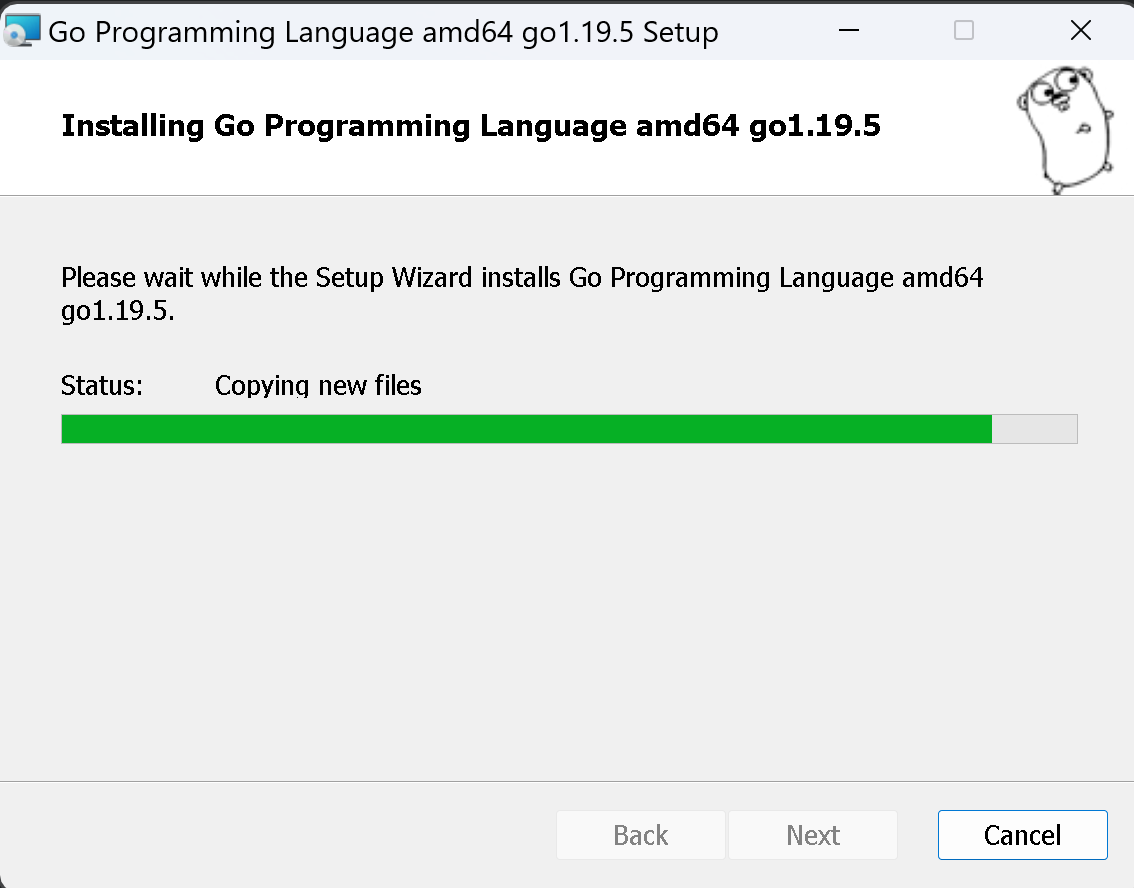 Go Programming Language amd64 go1.19.5 Setup
Installing Go Programming Language amd64 go1.19.5
Please wait while the Setup Wizard installs Go Programming Language amd64
go1.19.5.
Status: Copying new files
Back Next Cancel